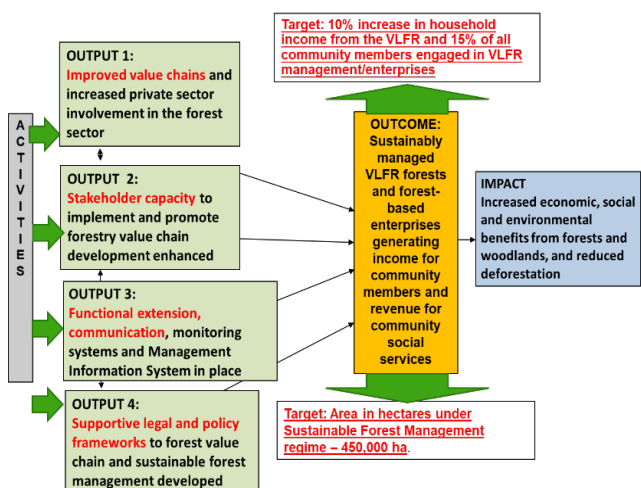 Target: 10% increase in household
income from the VLFR and 15% of all
community members engaged in VLFR
management/enterprises
ACTIVITIES
OUTPUT 1:
Improved value chains and
increased private sector
involvement in the forest
sector
OUTPUT 2:
Stakeholder capacity to
implement and promote
forestry value chain
development enhanced
OUTPUT 3:
Functional extension,
communication, monitoring
systems and Management
Information System in place
OUTPUT 4:
Supportive legal and policy
frameworks to forest value
chain and sustainable forest
management developed
OUTCOME:
Sustainably
managed
VLFR forests
and forest-
based
enterprises
generating
income for
community
members and
revenue for
community
social
services
IMPACT
Increased economic, social
and environmental
benefits from forests and
woodlands, and reduced
deforestation
Target: Area in hectares under
Sustainable Forest Management
regime – 450,000 ha.